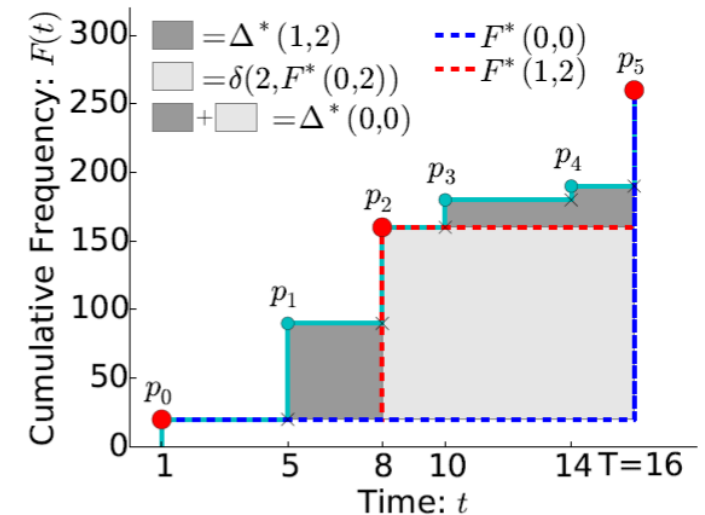 =Δ*(1,2)
=δ(2,F*(0,2))
+ =Δ*(0,0)
F*(0,0)
F*(1,2)
Cumulative Frequency: F(t)
300
250
200
150
100
50
0
p₀
p₁
p₂
p₃
p₄
p₅
1 5 8 10 14 T=16
Time: t